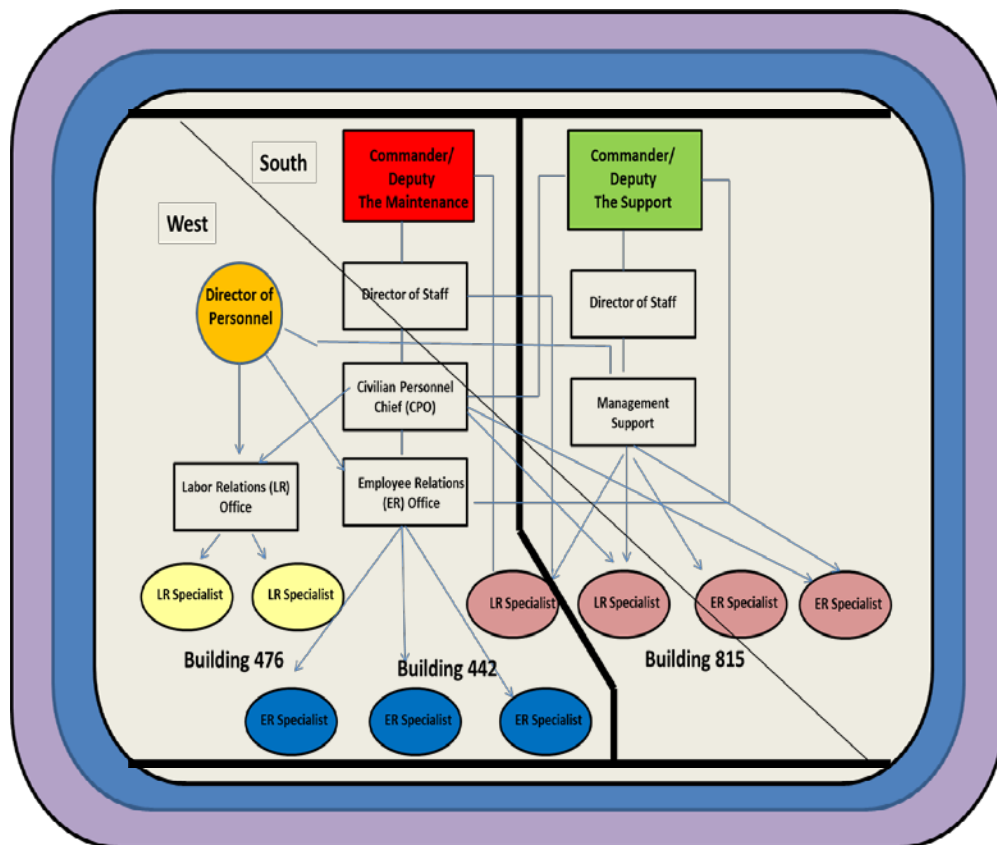 South
Commander/
Deputy
The Maintenance
Commander/
Deputy
The Support
West
Director of
Personnel
Director of Staff
Director of Staff
Civilian Personnel
Chief (CPO)
Management
Support
Labor Relations (LR)
Office
Employee Relations
(ER) Office
LR Specialist
LR Specialist
LR Specialist
LR Specialist
ER Specialist
ER Specialist
Building 476
Building 442
Building 815
ER Specialist
ER Specialist
ER Specialist